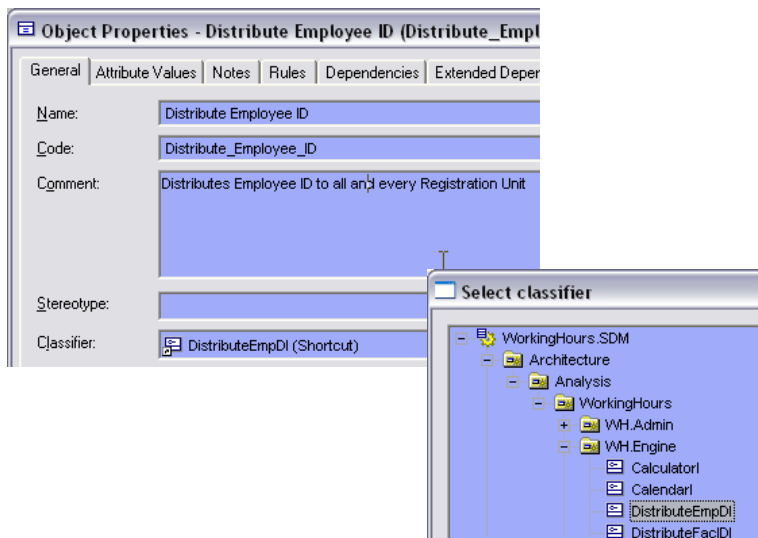 Object Properties - Distribute Employee ID (Distribute_Empl
General Attribute Values Notes Rules Dependencies Extended Deper
Name: Distribute Employee ID
Code: Distribute_Employee_ID
Comment: Distributes Employee ID to all and every Registration Unit
Stereotype:
Classifier: DistributeEmpDI (Shortcut)
Select classifier
WorkingHours.SDM
Architecture
Analysis
WorkingHours
WH.Admin
WH.Engine
CalculatorI
CalendarI
DistributeEmpDI
DistributeFacIDI